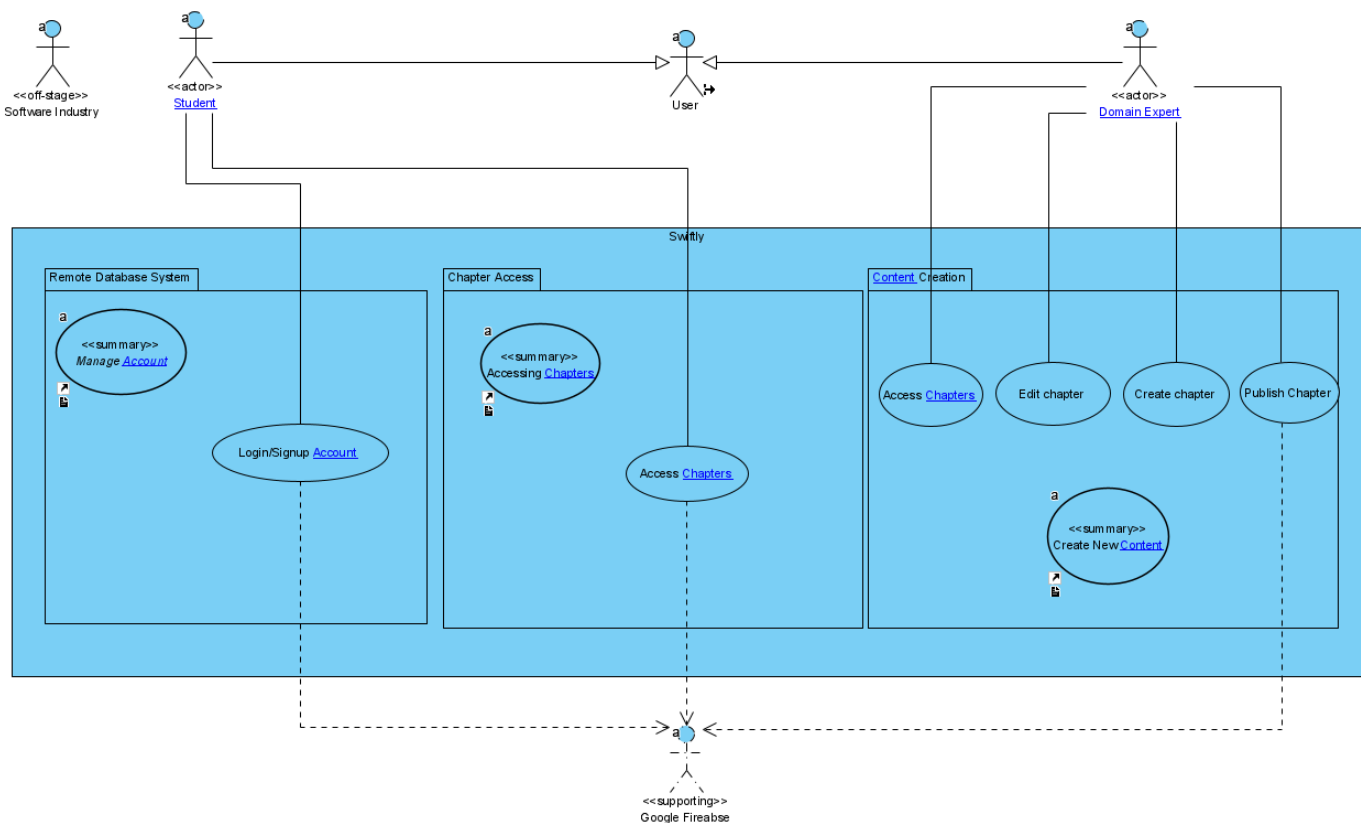 a
a
a
a
<<off-stage>>
Software Industry
<<actor>>
Student
User
<<actor>>
Domain Expert
Swiftly
Remote Database System
a
<<summary>>
Manage Account
Login/Signup Account
Chapter Access
a
<<summary>>
Accessing Chapters
Access Chapters
Content Creation
Access Chapters
Edit chapter
Create chapter
Publish Chapter
a
<<summary>>
Create New Content
a
<<supporting>>
Google Fireabse